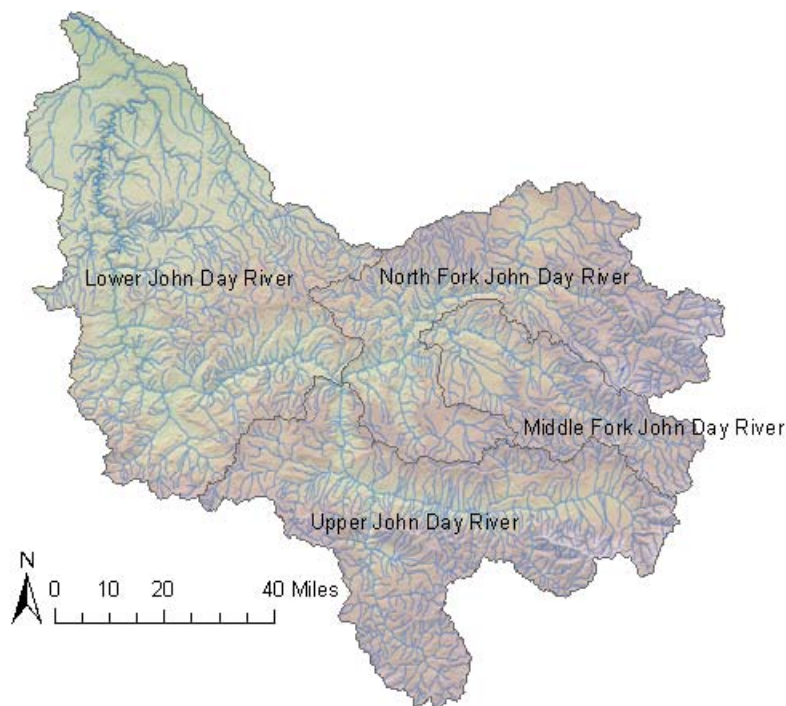 Lower John Day River
North Fork John Day River
Middle Fork John Day River
Upper John Day River
N
0 10 20 40 Miles